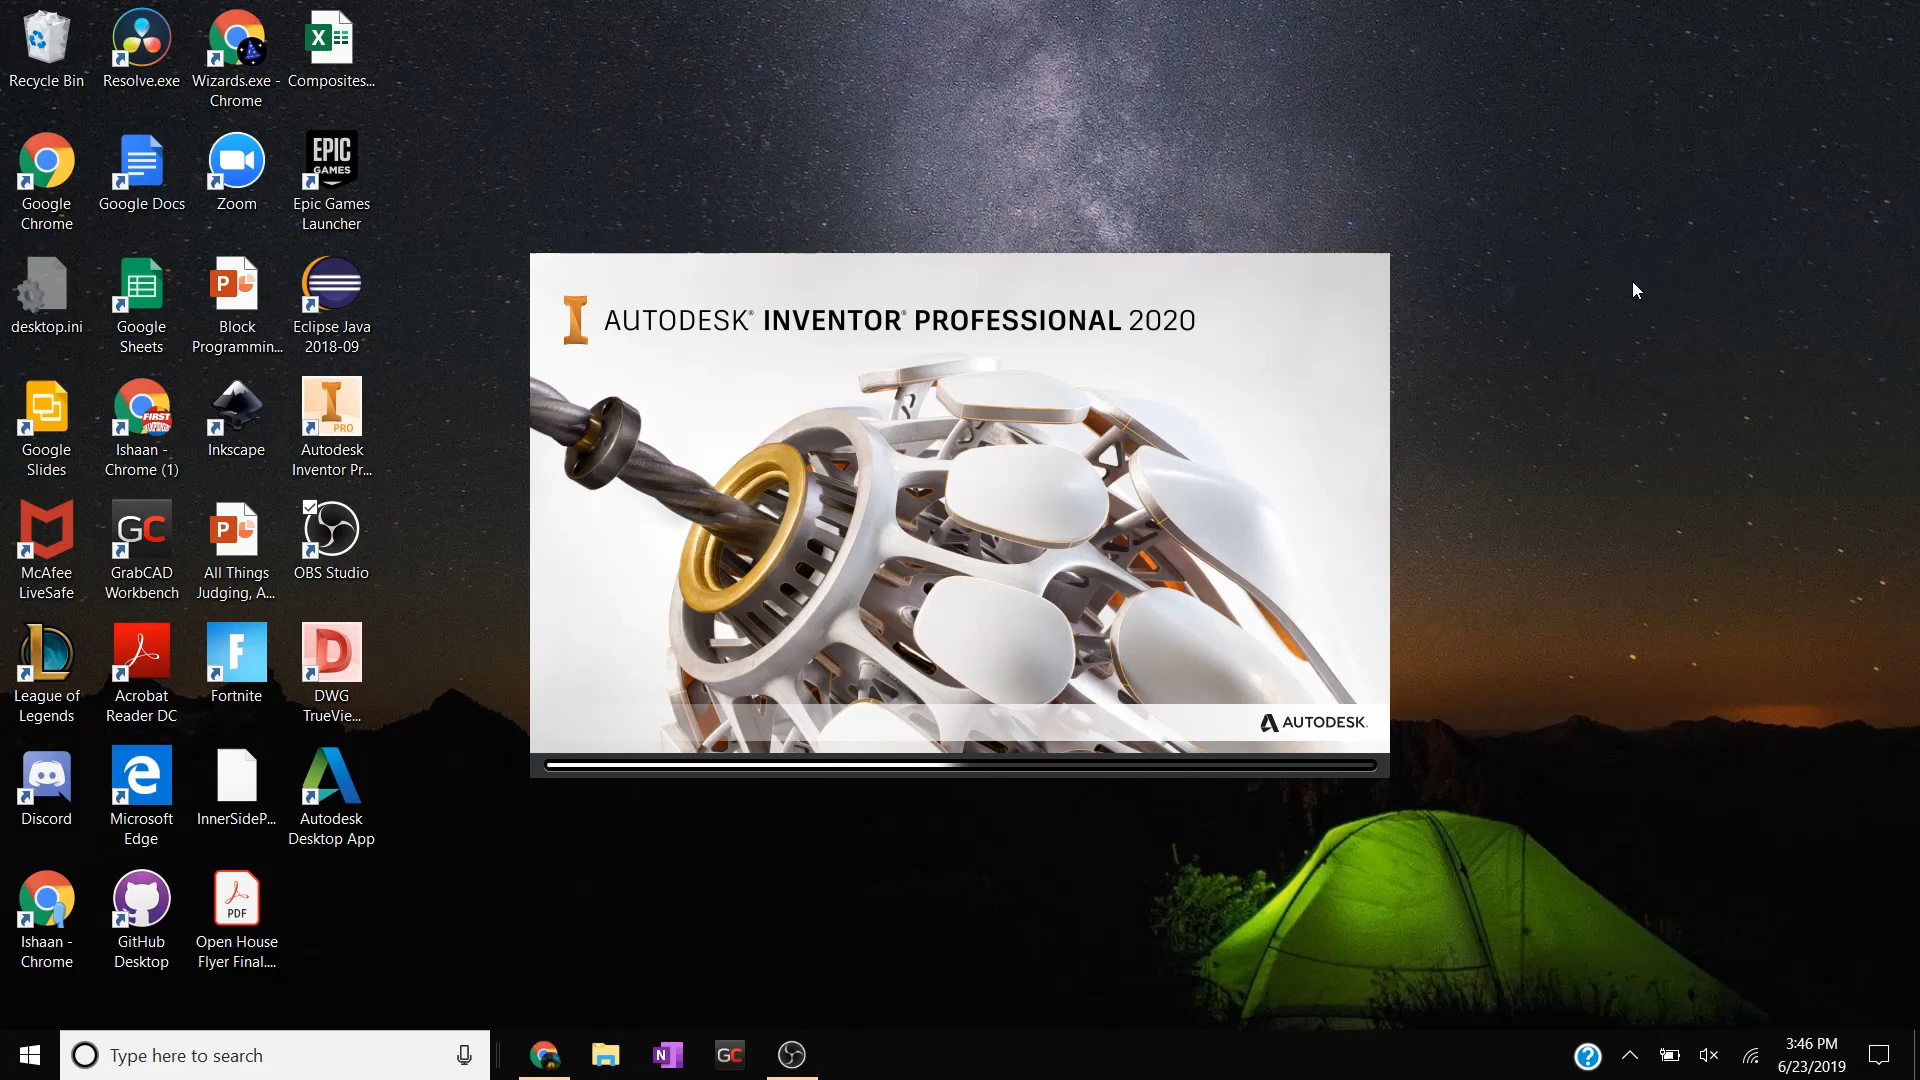 Recycle Bin
Resolve.exe
Wizards.exe -
Chrome
Composites...
X
EPIC
GAMES
Google
Chrome
Google Docs
Zoom
Epic Games
Launcher
desktop.ini
Google
Sheets
P
Block
Programmin...
Eclipse Java
2018-09
Google
Slides
FIRST
Ishaan -
Chrome (1)
Inkscape
I
PRO
Autodesk
Inventor Pr...
McAfee
LiveSafe
GC
GrabCAD
Workbench
P
All Things
Judging, A...
OBS Studio
L
League of
Legends
Acrobat
Reader DC
F
Fortnite
D
DWG
TrueVie...
Discord
e
Microsoft
Edge
InnerSideP...
Autodesk
Desktop App
Ishaan -
Chrome
GitHub
Desktop
PDF
Open House
Flyer Final....
I AUTODESK® INVENTOR® PROFESSIONAL 2020
AUTODESK.
Type here to search
N
GC
?
3:46 PM
6/23/2019